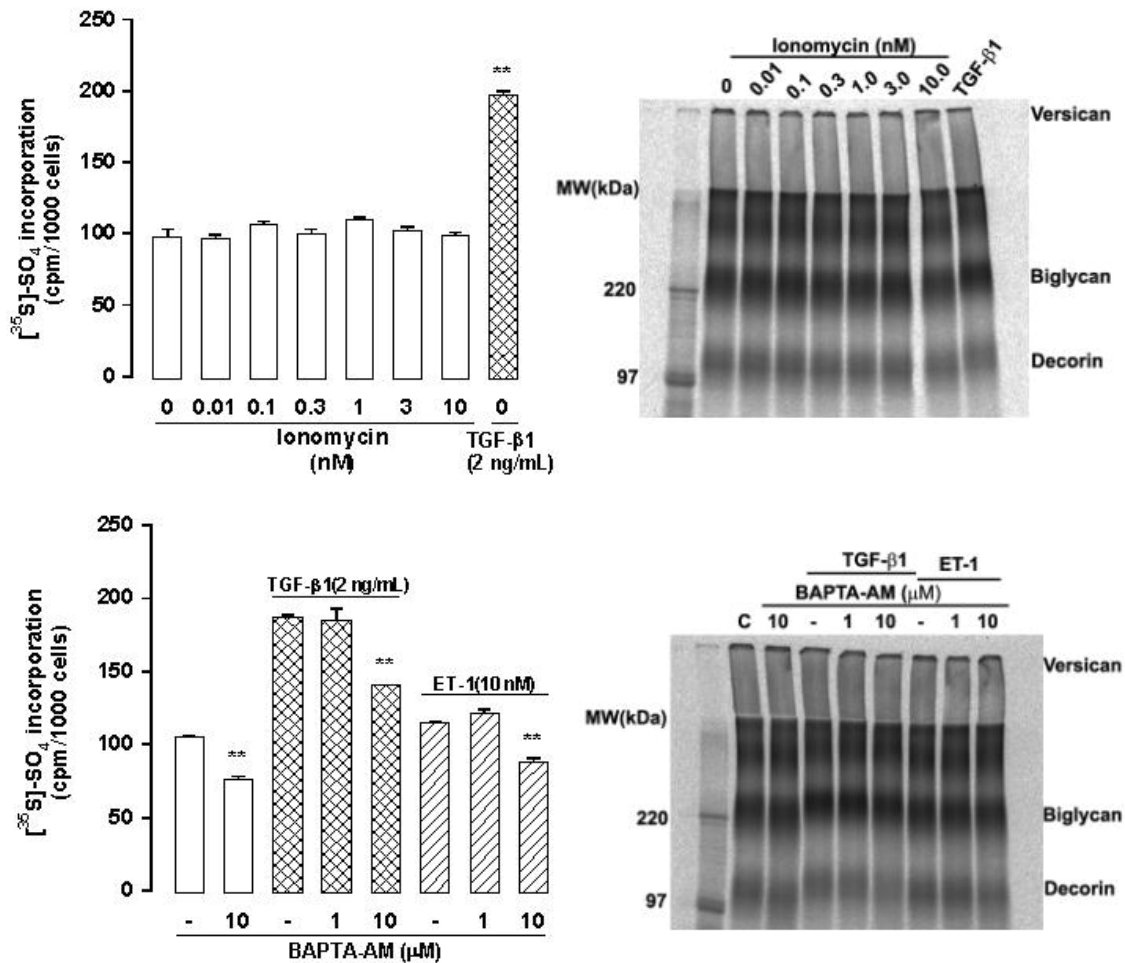 250
200
150
100
50
0
[³⁵S]-SO₄ incorporation
(cpm/1000 cells)
**
0 0.01 0.1 0.3 1 3 10 0
Ionomycin
(nM)
TGF-β1
(2 ng/mL)
Ionomycin (nM)
0 0.01 0.1 0.3 1.0 3.0 10.0 TGF-β1
Versican
MW(kDa)
Biglycan
220
Decorin
97
250
200
150
100
50
0
[³⁵S]-SO₄ incorporation
(cpm/1000 cells)
TGF-β1(2 ng/mL)
**
ET-1(10 nM)
**
**
- 10 - 1 10 - 1 10
BAPTA-AM (μM)
TGF-β1 ET-1
BAPTA-AM (μM)
C 10 - 1 10 - 1 10
Versican
MW(kDa)
220
Biglycan
97
Decorin